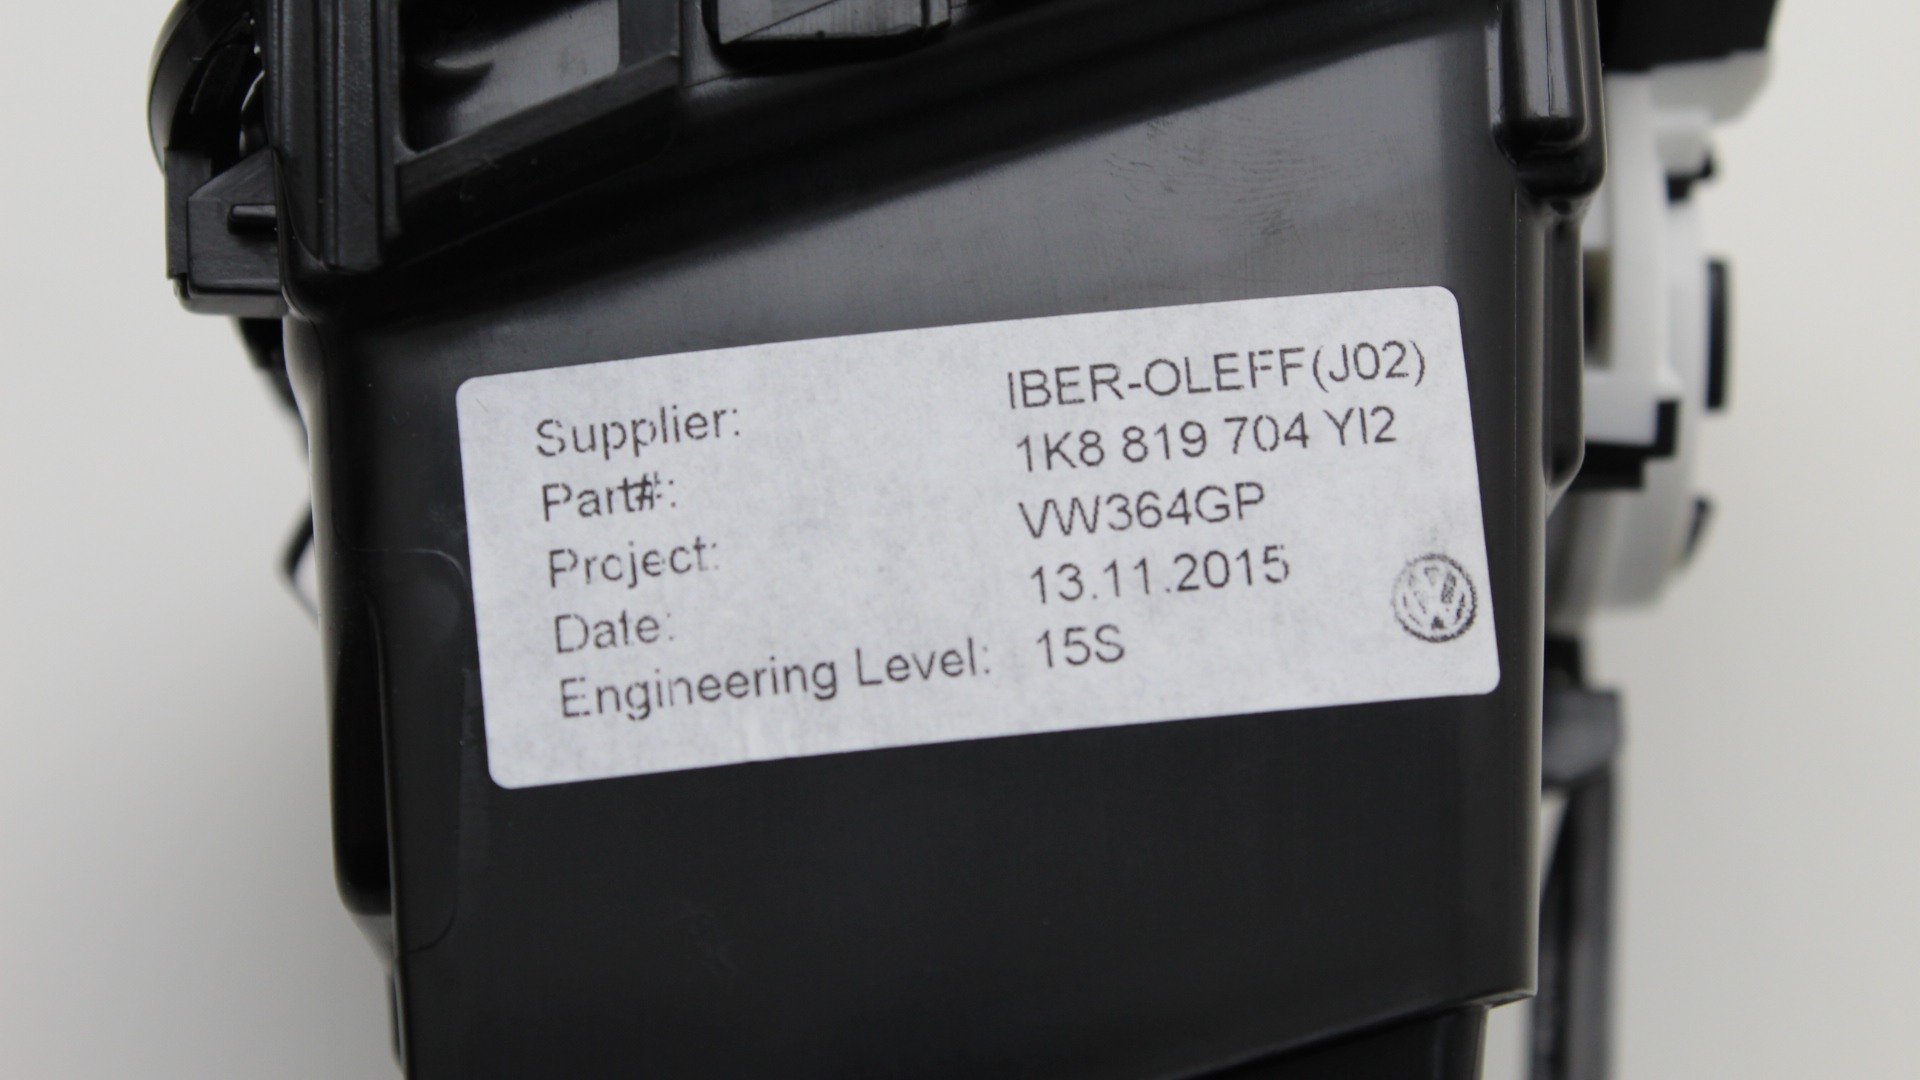 Supplier: IBER-OLEFF(J02)
Part#: 1K8 819 704 YI2
Project: VW364GP
Date: 13.11.2015
Engineering Level: 15S